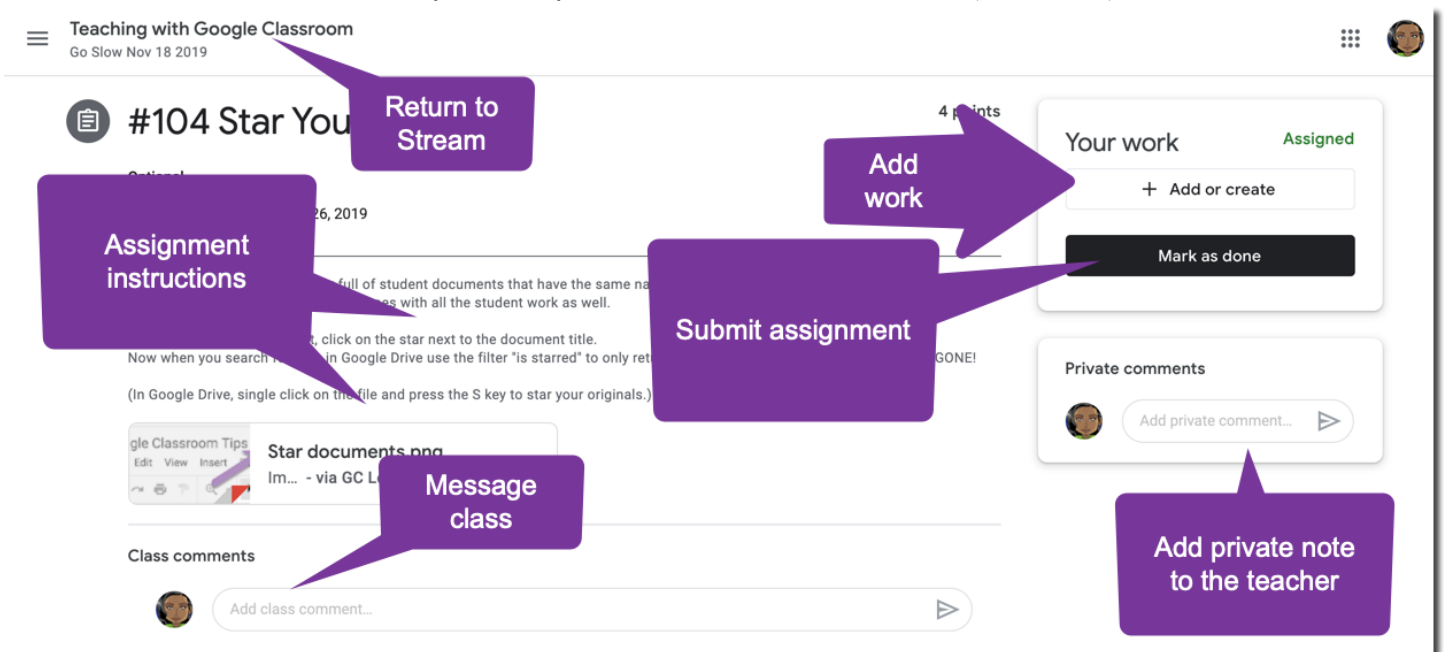 Teaching with Google Classroom
Go Slow Nov 18 2019
Return to
Stream
#104 Star You
4 points
Add
work
Your work
Assigned
+ Add or create
Mark as done
Optional
26, 2019
Assignment
instructions
Submit assignment
full of student documents that have the same
with all the student work as well.
click on the star next to the document title.
Now when you search in Google Drive use the filter "is starred" to only
GONE!
(In Google Drive, single click on the file and press the S key to star your originals.)
Private comments
Add private comment...
gle Classroom Tips
Edit View Insert
Star documents.png
Im... - via GC
Message
class
Add private note
to the teacher
Class comments
Add class comment...